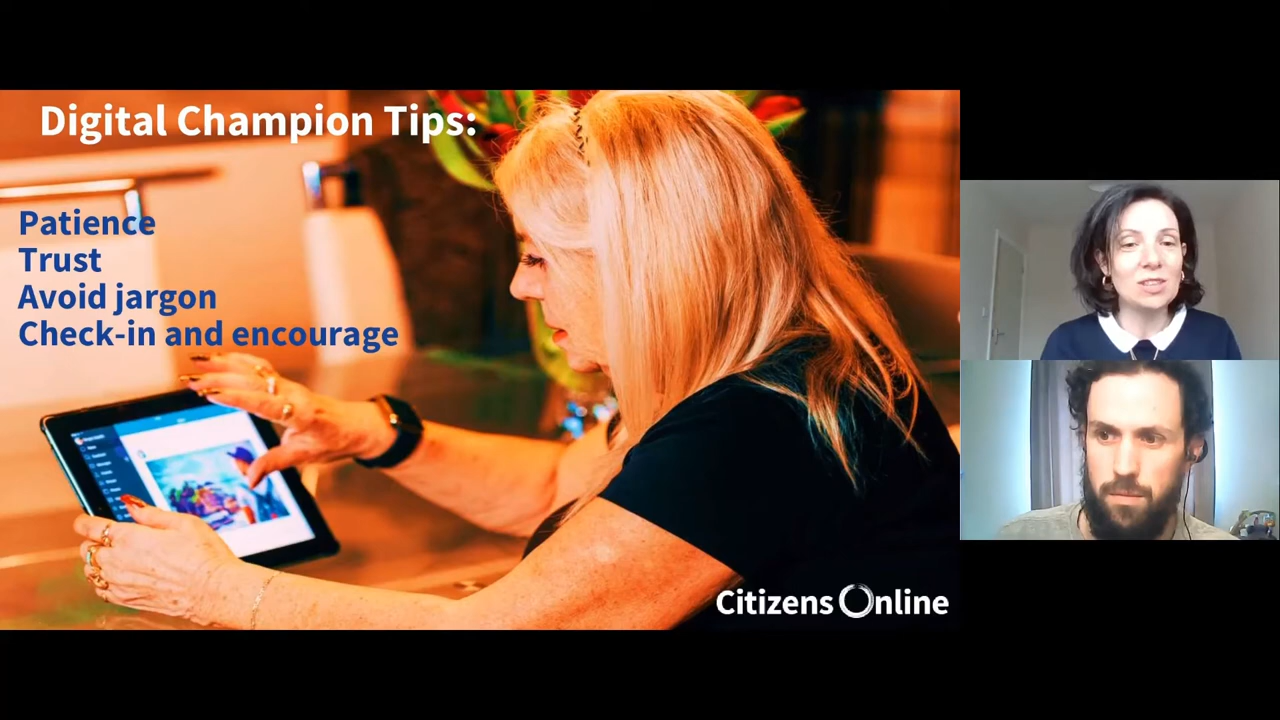 Digital Champion Tips:
Patience
Trust
Avoid jargon
Check-in and encourage
Citizens Online